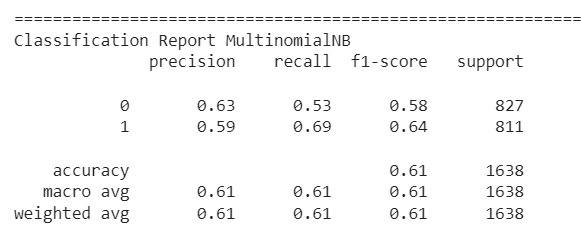 ============================================================
Classification Report MultinomialNB
precision recall f1-score support
0 0.63 0.53 0.58 827
1 0.59 0.69 0.64 811
accuracy 0.61 1638
macro avg 0.61 0.61 0.61 1638
weighted avg 0.61 0.61 0.61 1638